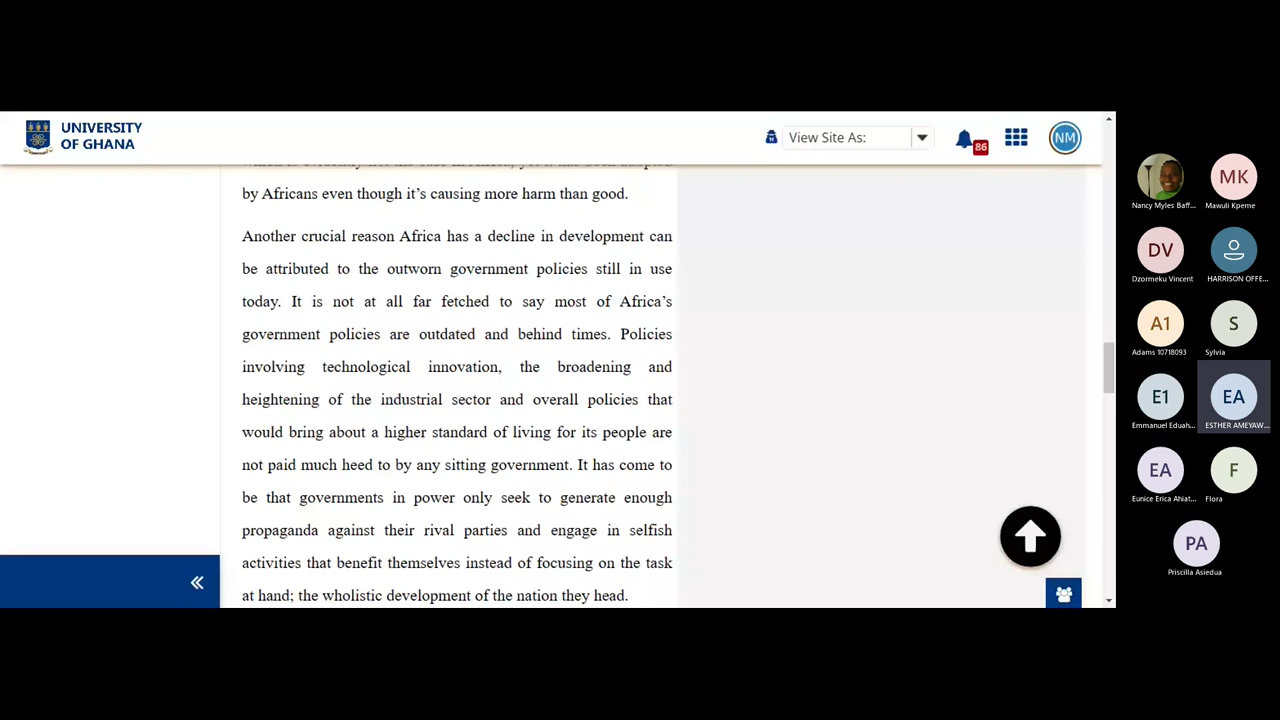 UNIVERSITY
OF GHANA
View Site As:
86
NM
by Africans even though it's causing more harm than good.
Another crucial reason Africa has a decline in development can
be attributed to the outworn government policies still in use
today. It is not at all far fetched to say most of Africa's
government policies are outdated and behind times. Policies
involving technological innovation, the broadening and
heightening of the industrial sector and overall policies that
would bring about a higher standard of living for its people are
not paid much heed to by any sitting government. It has come to
be that governments in power only seek to generate enough
propaganda against their rival parties and engage in selfish
activities that benefit themselves instead of focusing on the task
at hand; the wholistic development of the nation they head.
Nancy Myles Baff...
MK
Mawuli Kpeme
DV
Dzormeku Vincent
HARRISON OFFE...
A1
Adams 10718093
S
Sylvia
E1
Emmanuel Eduah...
EA
ESTHER AMEYAW...
EA
Eunice Erica Ahiat...
F
Flora
PA
Priscilla Asiedua